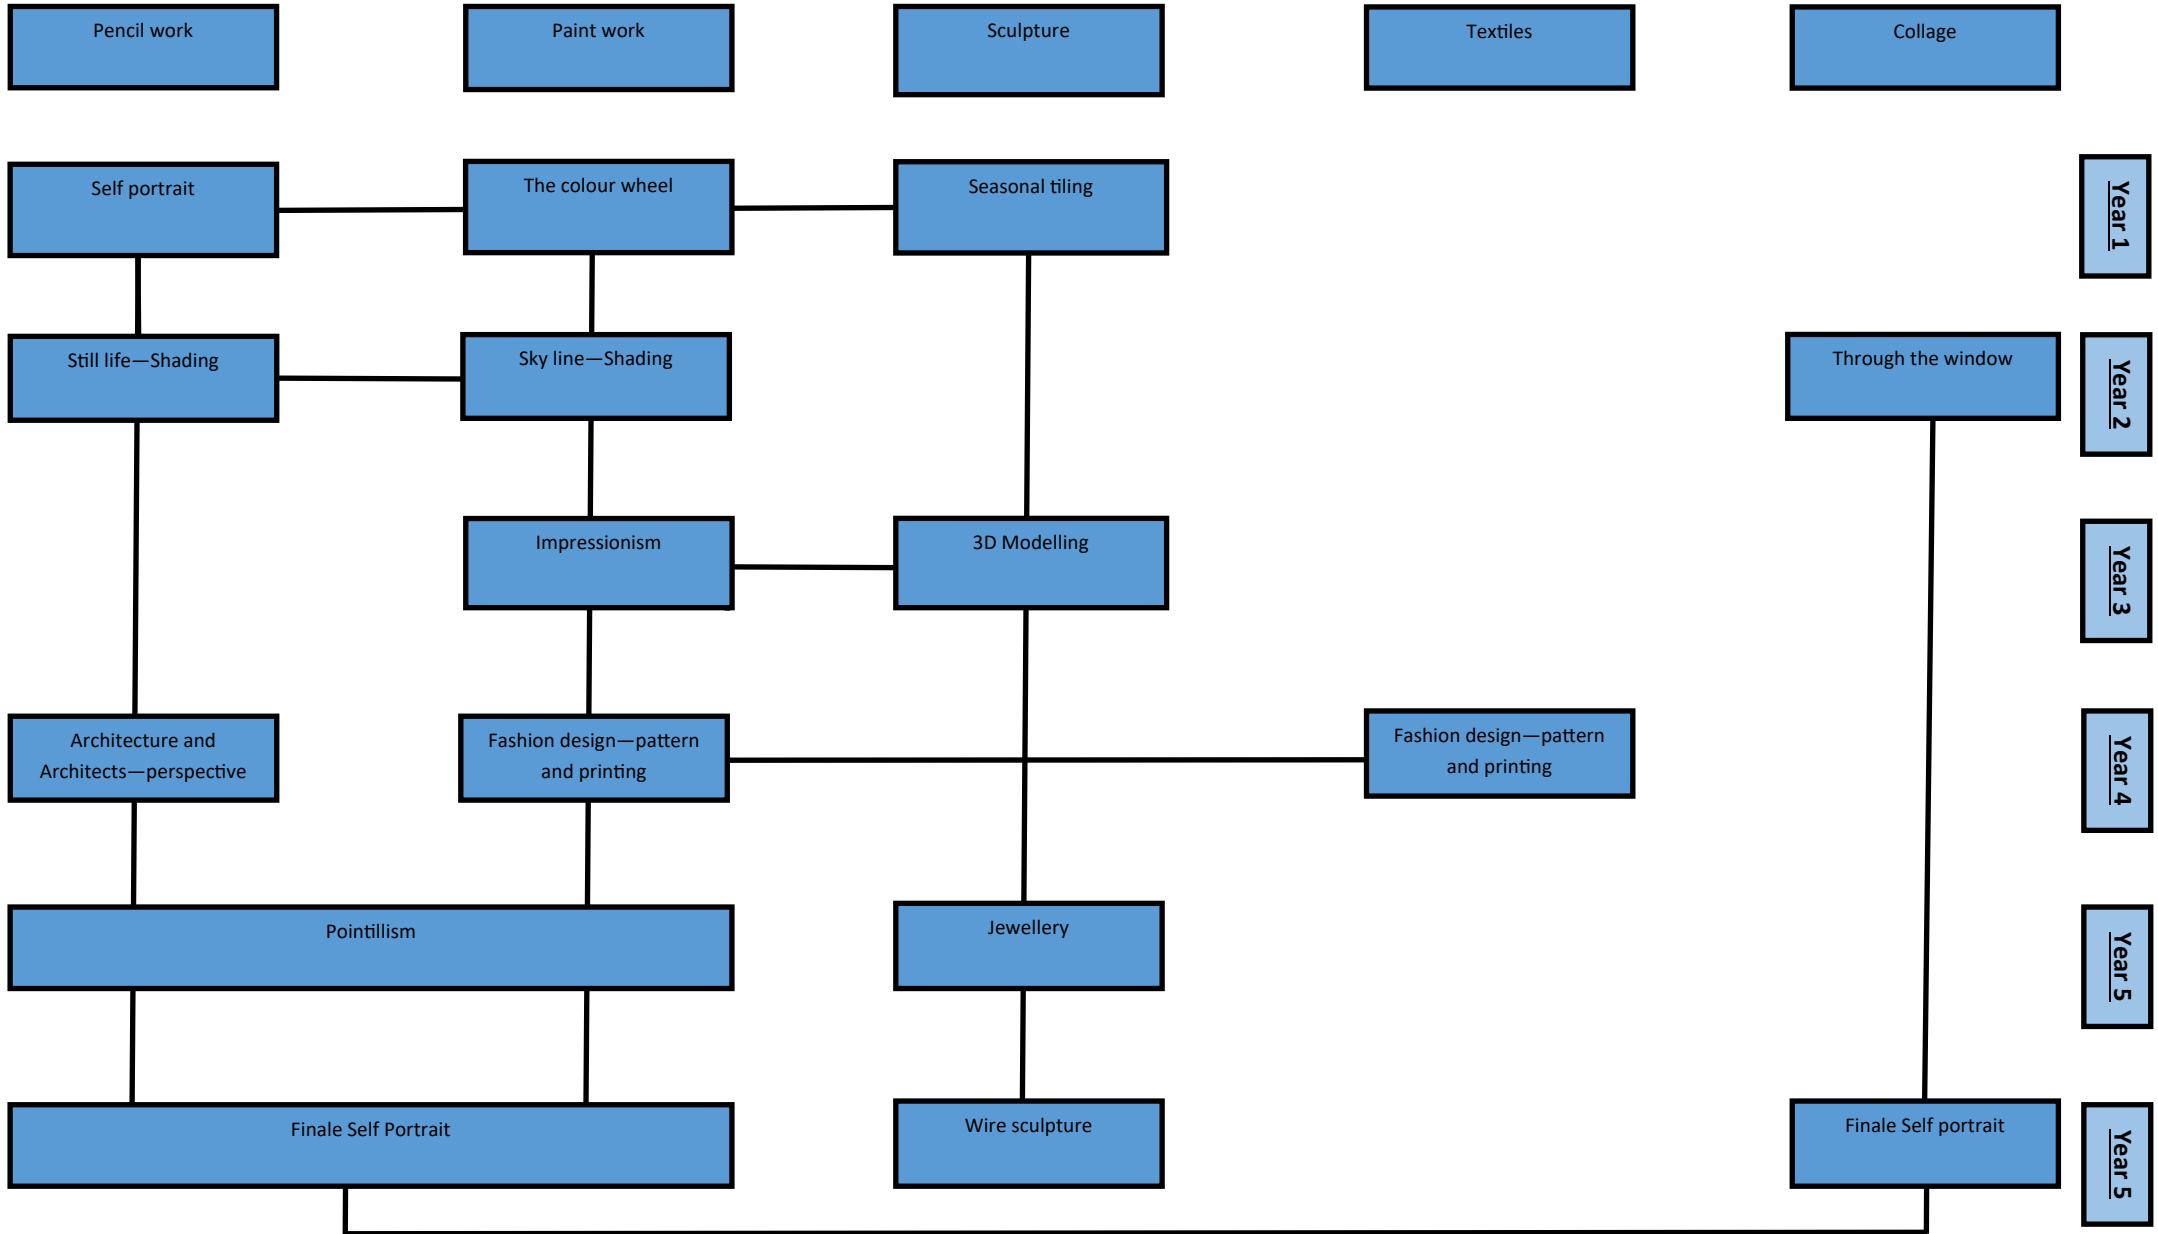 Pencil work
Paint work
Sculpture
Textiles
Collage
Self portrait
The colour wheel
Seasonal tiling
Year 1
Still life—Shading
Sky line—Shading
Through the window
Year 2
Impressionism
3D Modelling
Year 3
Architecture and
Architects—perspective
Fashion design—pattern
and printing
Fashion design—pattern
and printing
Year 4
Pointillism
Jewellery
Year 5
Finale Self Portrait
Wire sculpture
Finale Self portrait
Year 5